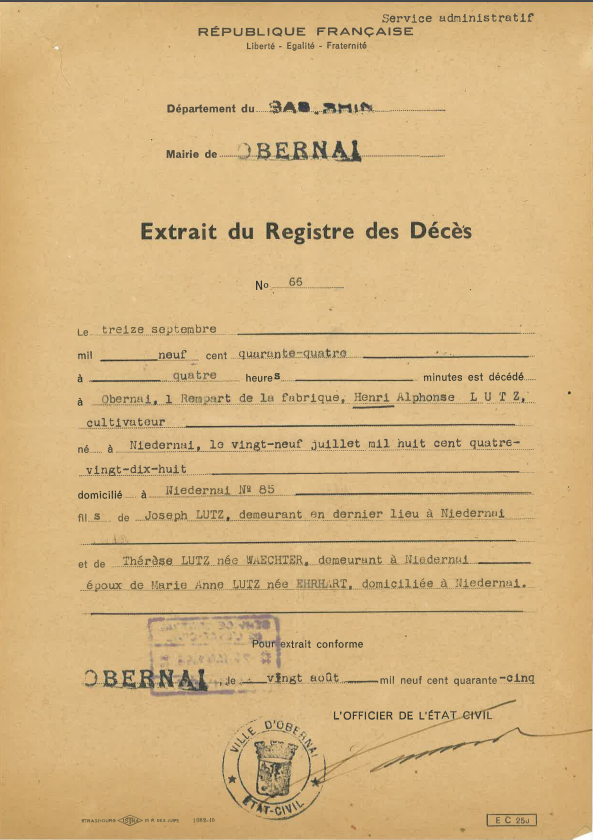 Service administratif
RÉPUBLIQUE FRANÇAISE
Liberté - Egalité - Fraternité
Département du BAS-RHIN
Mairie de OBERNAI
Extrait du Registre des Décès
No 66
Le treize septembre
mil neuf cent quarante-quatre
à quatre heures minutes est décédé
à Obernai, 1 Rempart de la fabrique, Henri Alphonse L U T Z,
cultivateur
né à Niedernai, le vingt-neuf juillet mil huit cent quatre-
vingt-dix-huit
domicilié à Niedernai Nº 85
fils de Joseph LUTZ, demeurant en dernier lieu à Niedernai
et de Thérèse LUTZ née WAECHTER, demeurant à Niedernai
époux de Marie Anne LUTZ née EHRHART, domiciliée à Niedernai.
Pour extrait conforme
OBERNAI, le vingt août mil neuf cent quarante-cinq
L'OFFICIER DE L'ÉTAT CIVIL
VILLE D'OBERNAI
ETAT-CIVIL
STRASBOURG
E C 25J